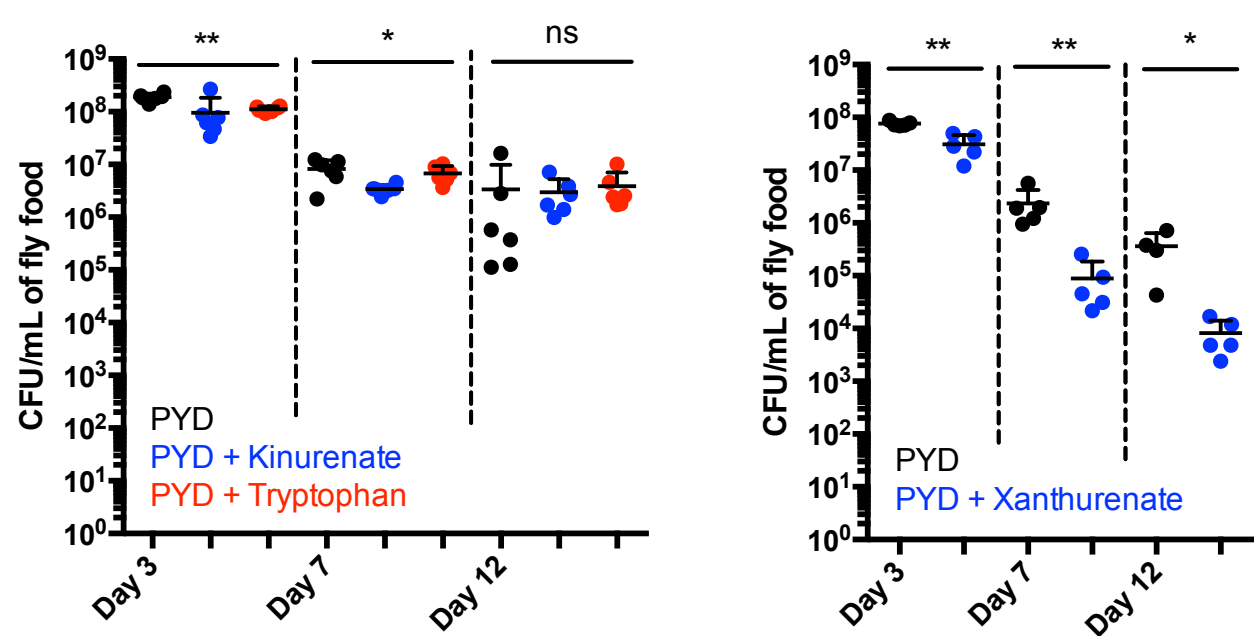 ** * ns
CFU/mL of fly food
10⁹
10⁸
10⁷
10⁶
10⁵
10⁴
10³
10²
10¹
10⁰
PYD
PYD + Kinurenate
PYD + Tryptophan
Day 3 Day 7 Day 12
** ** *
CFU/mL of fly food
10⁹
10⁸
10⁷
10⁶
10⁵
10⁴
10³
10²
10¹
10⁰
PYD
PYD + Xanthurenate
Day 3 Day 7 Day 12